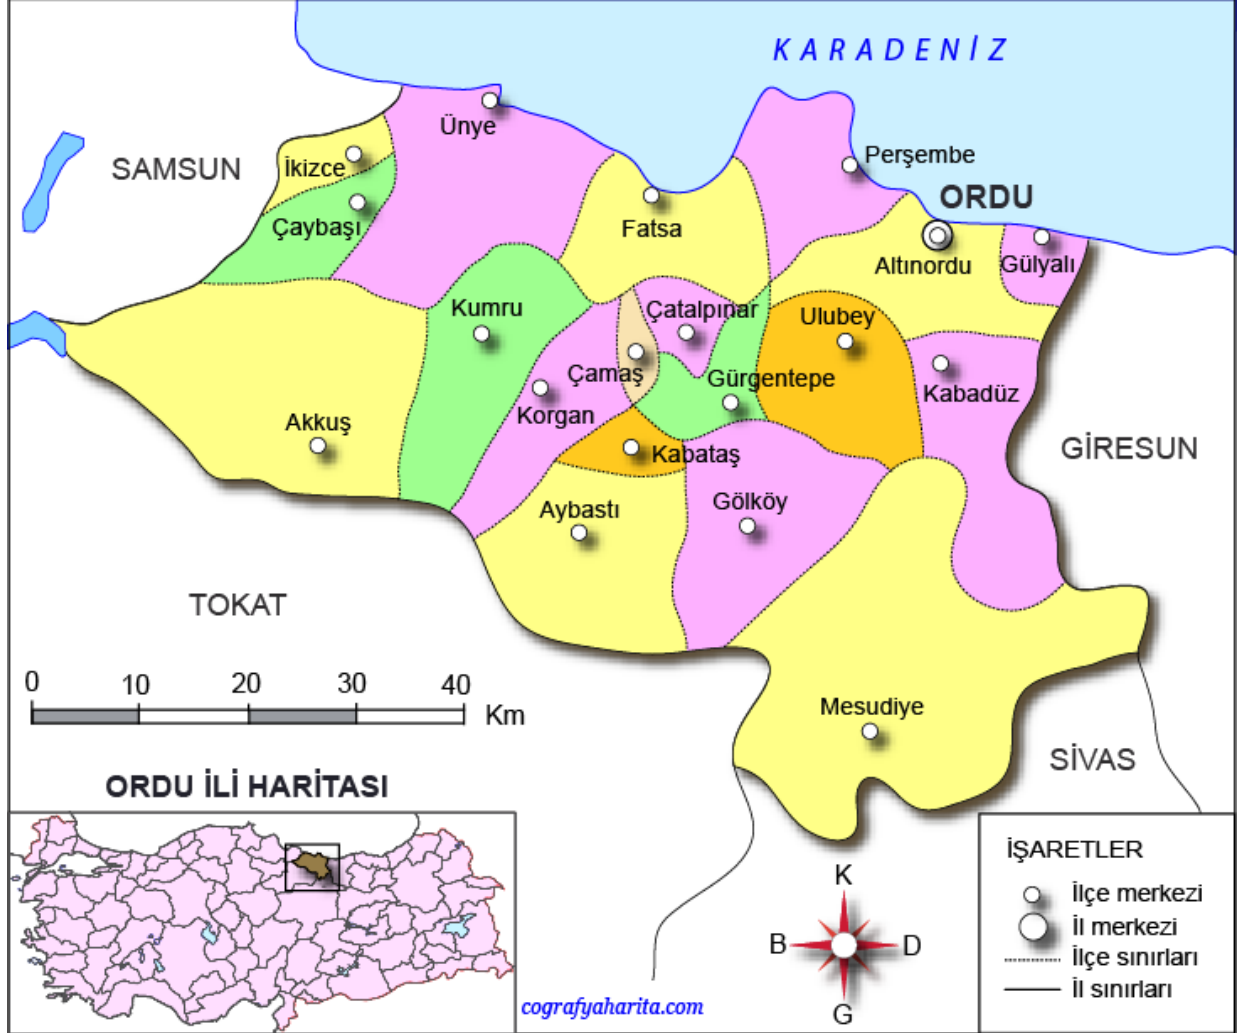 KARADENİZ
Ünye
SAMSUN
İkizce
Perşembe
ORDU
Çaybaşı
Fatsa
Altınordu
Gülyalı
Kumru
Çatalpınar
Ulubey
Çamaş
Gürgentepe
Kabadüz
Korgan
Akkuş
Kabataş
GİRESUN
Aybastı
Gölköy
TOKAT
0 10 20 30 40
Km
Mesudiye
SİVAS
ORDU İLİ HARİTASI
İŞARETLER
İlçe merkezi
İl merkezi
İlçe sınırları
İl sınırları
K
B D
G
cografyaharita.com